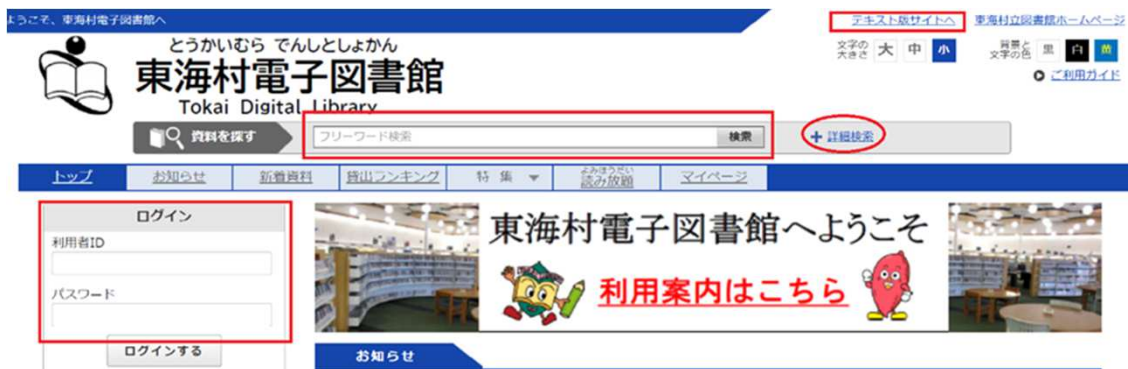 ようこそ、東海村電子図書館へ
テキスト版サイトへ 東海村立図書館ホームページ
とうかいむら でんしとしょかん
東海村電子図書館
Tokai Digital Library
文字の大きさ 大 中 小
背景と文字の色 黒 白 黄
ご利用ガイド
資料を探す フリーワード検索 検索 詳細検索
トップ お知らせ 新着資料 貸出ランキング 特集 読み放題 マイページ
よみほうだい
ログイン
利用者ID
パスワード
ログインする
東海村電子図書館へようこそ
利用案内はこちら
お知らせ